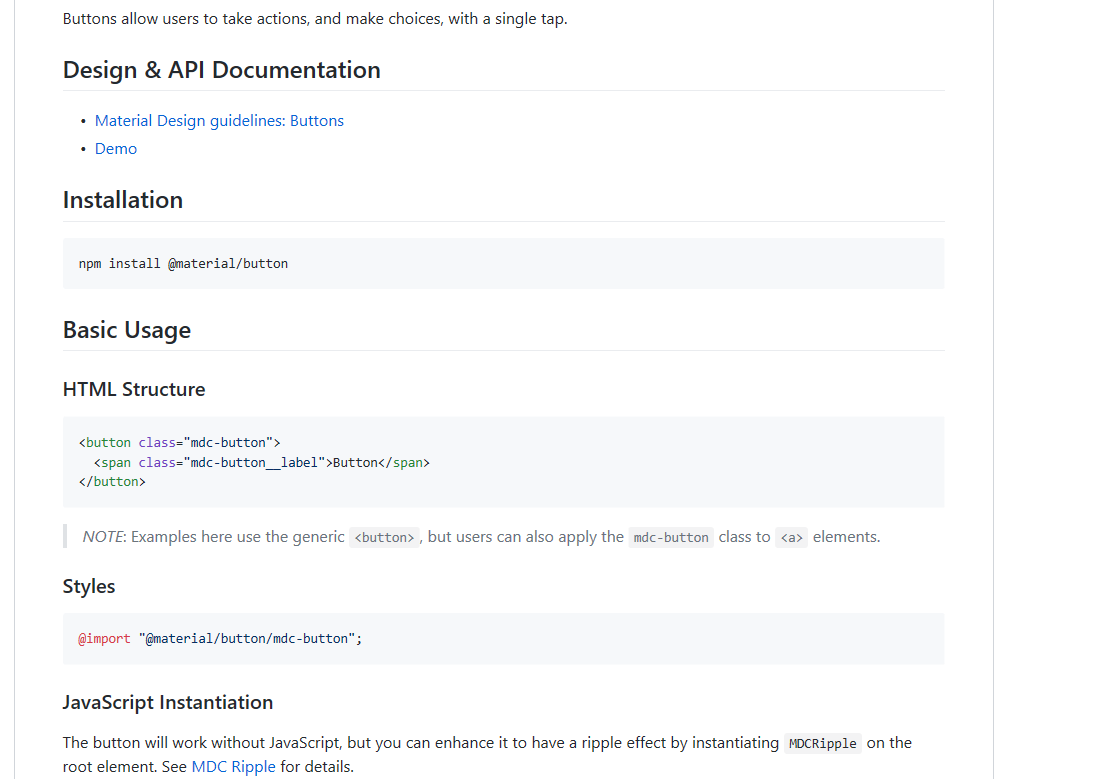 Buttons allow users to take actions, and make choices, with a single tap.
Design & API Documentation
• Material Design guidelines: Buttons
• Demo
Installation
npm install @material/button
Basic Usage
HTML Structure
<button class="mdc-button">
  <span class="mdc-button__label">Button</span>
</button>
NOTE: Examples here use the generic <button>, but users can also apply the mdc-button class to <a> elements.
Styles
@import "@material/button/mdc-button";
JavaScript Instantiation
The button will work without JavaScript, but you can enhance it to have a ripple effect by instantiating MDCRipple on the
root element. See MDC Ripple for details.